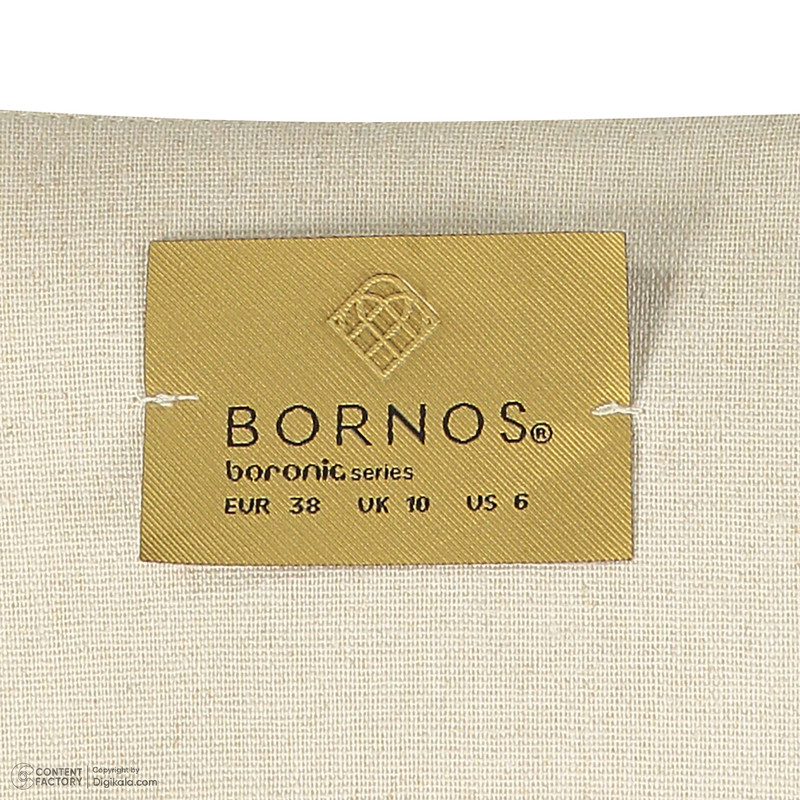 BORNOS®
boronic series
EUR 38 UK 10 US 6
CONTENT FACTORY
Copyright by
Digikala.com